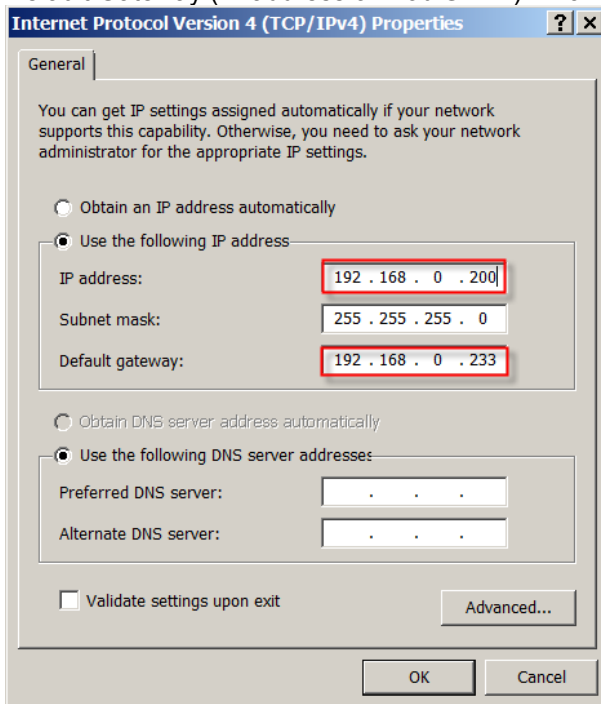 Internet Protocol Version 4 (TCP/IPv4) Properties
General
You can get IP settings assigned automatically if your network
supports this capability. Otherwise, you need to ask your network
administrator for the appropriate IP settings.
Obtain an IP address automatically
Use the following IP address
IP address: 192 . 168 . 0 . 200
Subnet mask: 255 . 255 . 255 . 0
Default gateway: 192 . 168 . 0 . 233
Obtain DNS server address automatically
Use the following DNS server addresses
Preferred DNS server: . . .
Alternate DNS server: . . .
Validate settings upon exit
Advanced...
OK Cancel